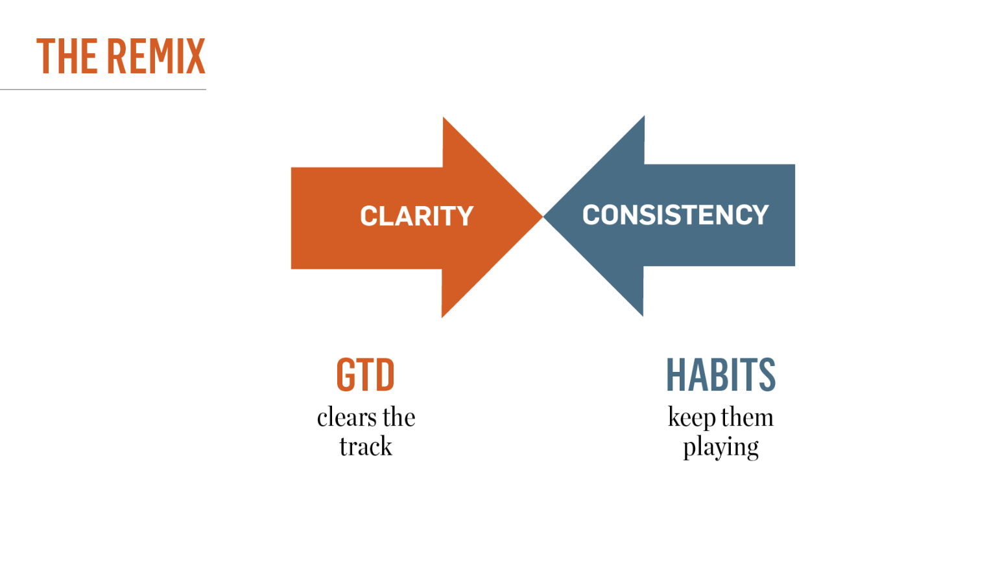 THE REMIX
CLARITY
CONSISTENCY
GTD
clears the
track
HABITS
keep them
playing